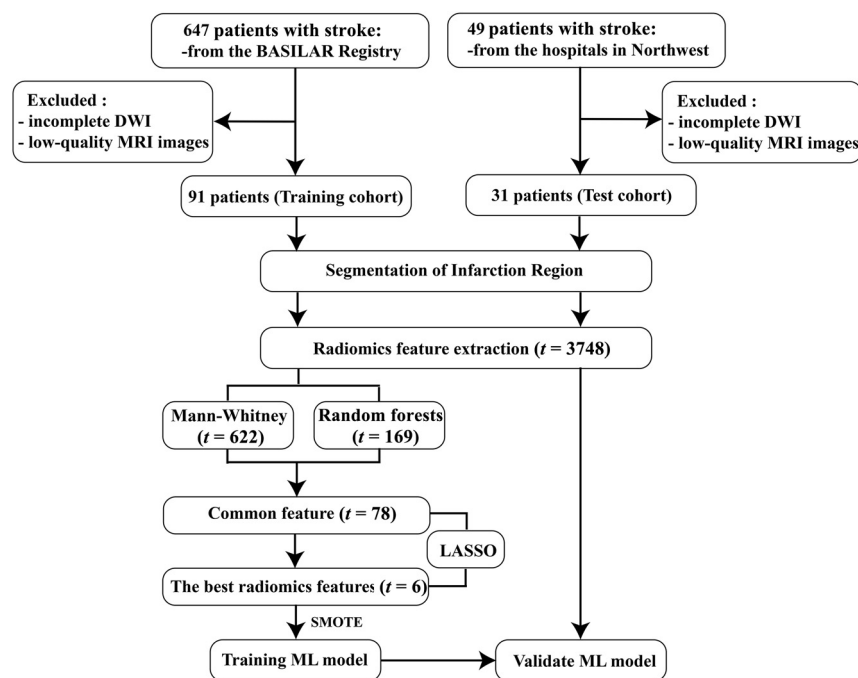 647 patients with stroke:
-from the BASILAR Registry
49 patients with stroke:
-from the hospitals in Northwest
Excluded :
- incomplete DWI
- low-quality MRI images
Excluded :
- incomplete DWI
- low-quality MRI images
91 patients (Training cohort)
31 patients (Test cohort)
Segmentation of Infarction Region
Radiomics feature extraction (t = 3748)
Mann-Whitney
(t = 622)
Random forests
(t = 169)
Common feature (t = 78)
LASSO
The best radiomics features (t = 6)
SMOTE
Training ML model
Validate ML model